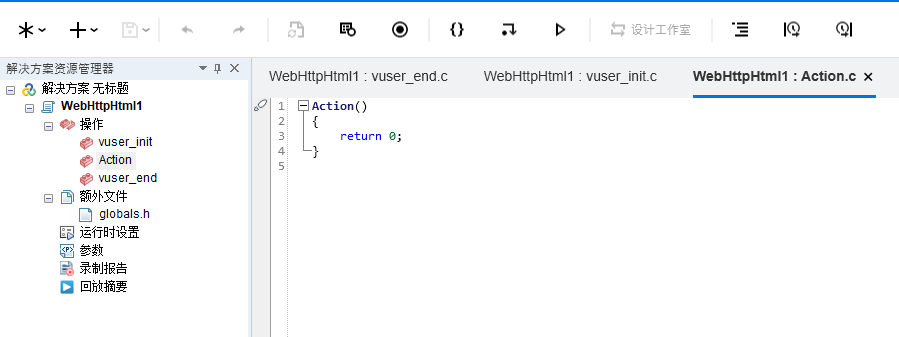 设计工作室
解决方案资源管理器
解决方案 无标题
WebHttpHtml1
操作
vuser_init
Action
vuser_end
额外文件
globals.h
运行时设置
参数
录制报告
回放摘要
WebHttpHtml1 : vuser_end.c
WebHttpHtml1 : vuser_init.c
WebHttpHtml1 : Action.c
1 Action()
2 {
3 return 0;
4 }
5